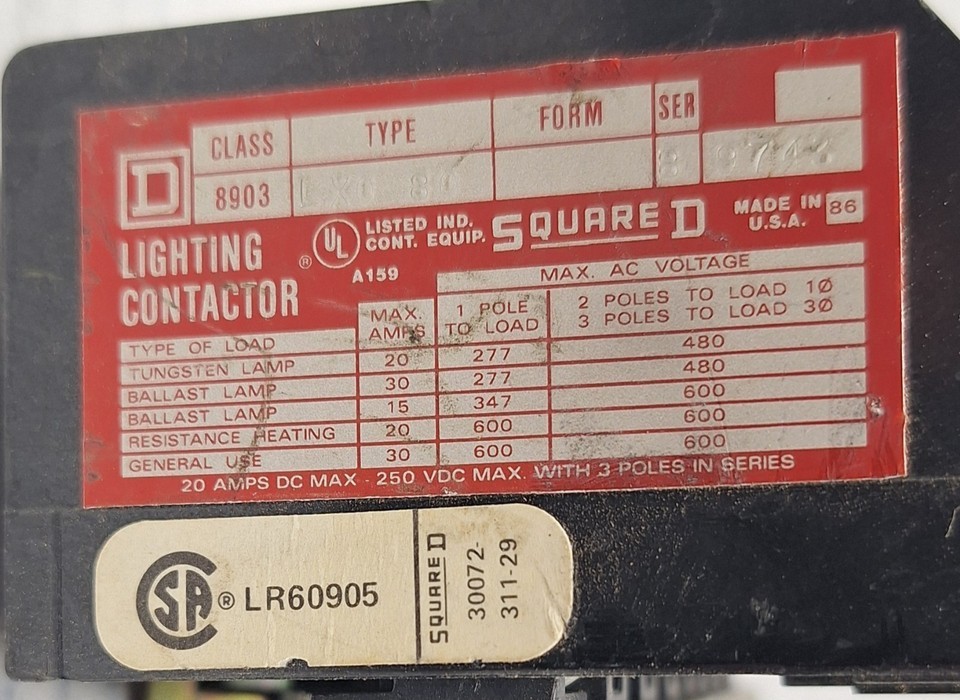 CLASS TYPE FORM SER
8903
D
LIGHTING
CONTACTOR
UL ® LISTED IND.
CONT. EQUIP.
A159
SQUARE D
MADE IN
U.S.A.
86
MAX. AC VOLTAGE
MAX.
AMPS
1 POLE
TO LOAD
2 POLES TO LOAD 1Ø
3 POLES TO LOAD 3Ø
TYPE OF LOAD
TUNGSTEN LAMP 20 277 480
BALLAST LAMP 30 277 480
BALLAST LAMP 15 347 600
RESISTANCE HEATING 20 600 600
GENERAL USE 30 600 600
20 AMPS DC MAX - 250 VDC MAX. WITH 3 POLES IN SERIES
CSA ® LR60905
SQUARE D
30072-
311-29